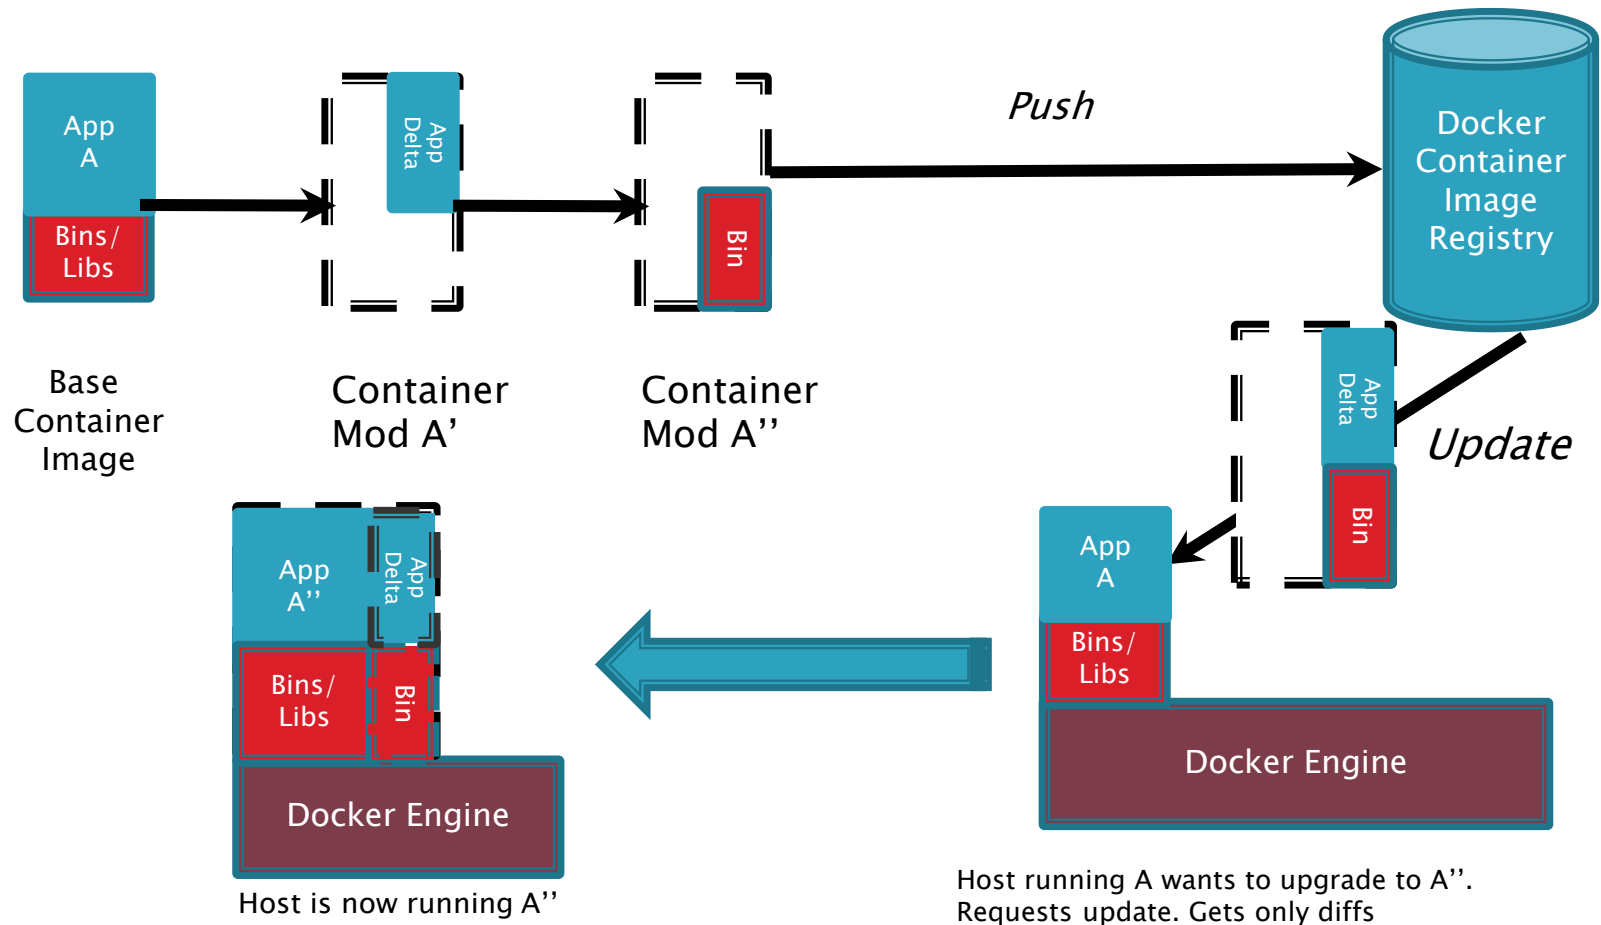 App
A
Bins/
Libs
App
Delta
Bin
Push
Docker
Container
Image
Registry
Base
Container
Image
Container
Mod A'
Container
Mod A’’
App
Delta
Bin
Update
App
A’’
App
Delta
Bins/
Libs
Bin
Docker Engine
Host is now running A’’
App
A
Bins/
Libs
Docker Engine
Host running A wants to upgrade to A’’.
Requests update. Gets only diffs